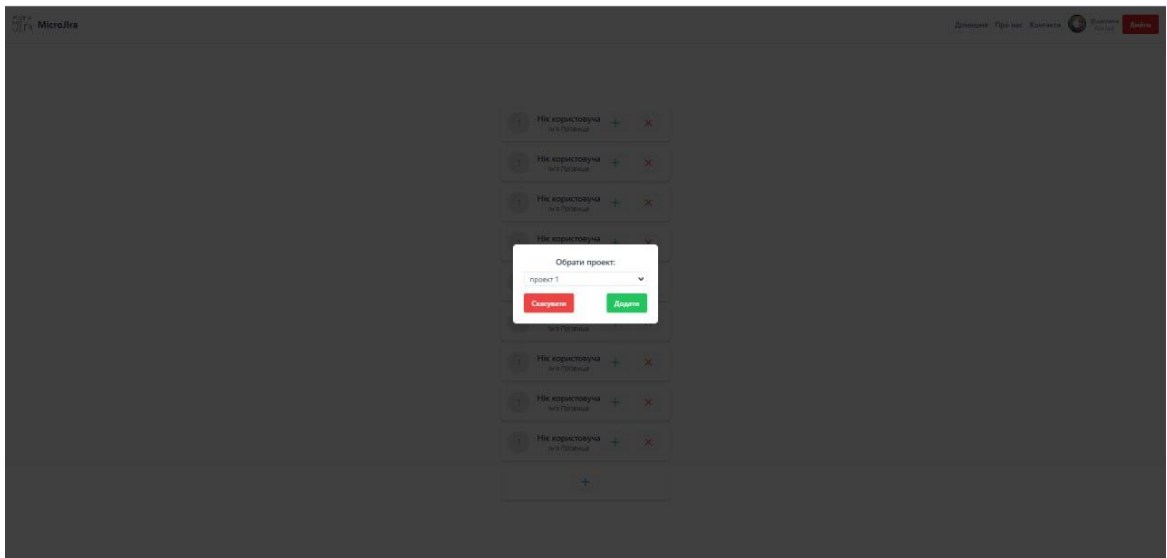 MicroJira
Домашня Про нас Контакти Вийти
Нік користувача
Ім'я Прізвище
Нік користувача
Ім'я Прізвище
Нік користувача
Ім'я Прізвище
Нік користувача
Обрати проект:
проект 1
Скасувати Додати
Ім'я Прізвище
Нік користувача
Ім'я Прізвище
Нік користувача
Ім'я Прізвище
Нік користувача
Ім'я Прізвище